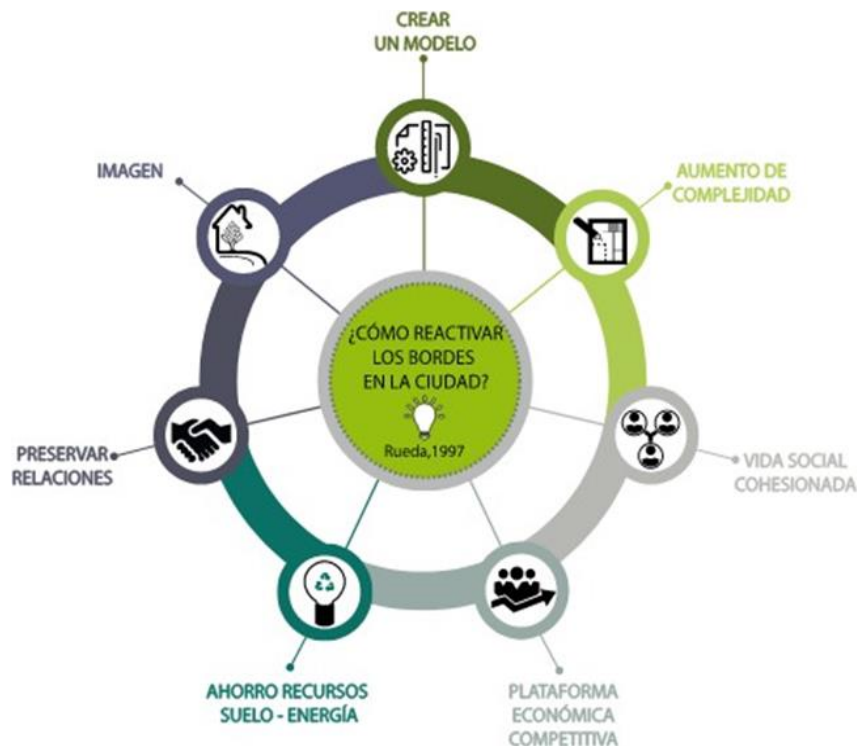 CREAR
UN MODELO
IMAGEN
AUMENTO DE
COMPLEJIDAD
¿CÓMO REACTIVAR
LOS BORDES
EN LA CIUDAD?
Rueda,1997
PRESERVAR
RELACIONES
VIDA SOCIAL
COHESIONADA
AHORRO RECURSOS
SUELO - ENERGÍA
PLATAFORMA
ECONÓMICA
COMPETITIVA